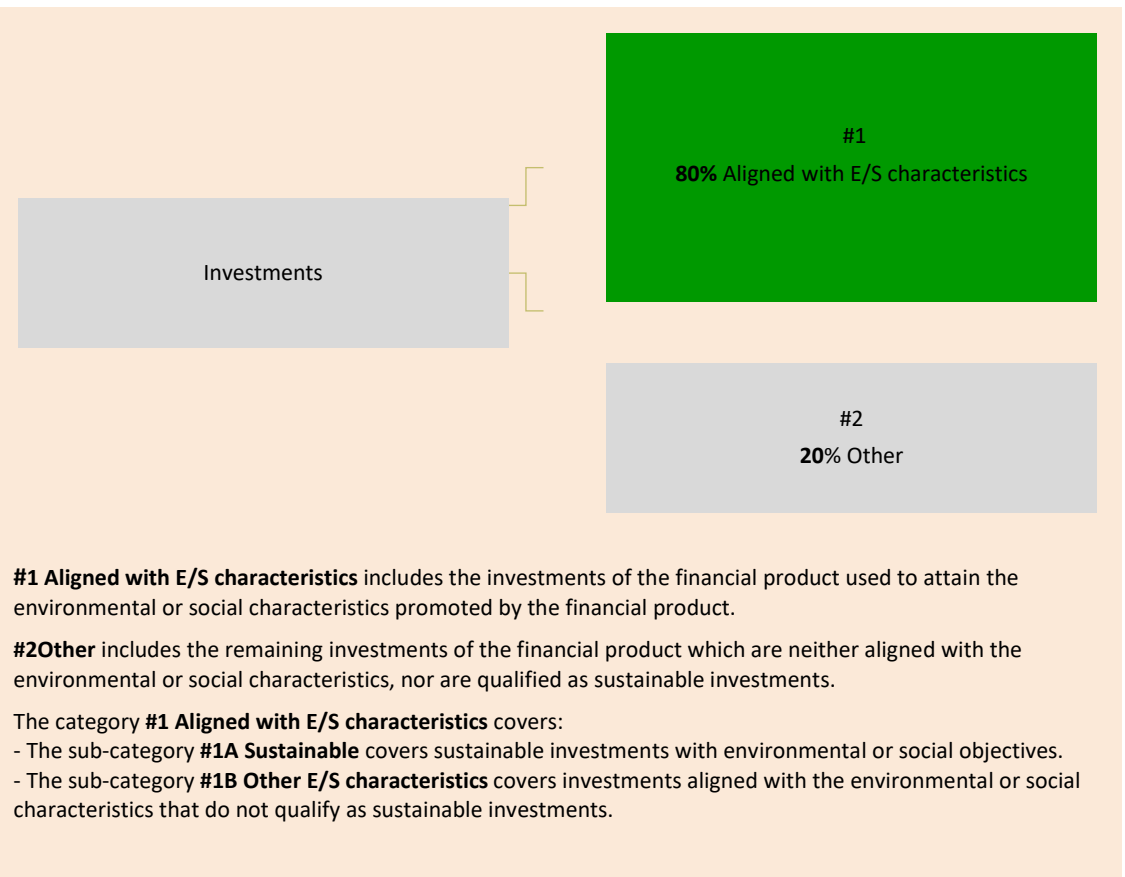 #1
80% Aligned with E/S characteristics
Investments
#2
20% Other
#1 Aligned with E/S characteristics includes the investments of the financial product used to attain the
environmental or social characteristics promoted by the financial product.
#2Other includes the remaining investments of the financial product which are neither aligned with the
environmental or social characteristics, nor are qualified as sustainable investments.
The category #1 Aligned with E/S characteristics covers:
- The sub-category #1A Sustainable covers sustainable investments with environmental or social objectives.
- The sub-category #1B Other E/S characteristics covers investments aligned with the environmental or social
characteristics that do not qualify as sustainable investments.